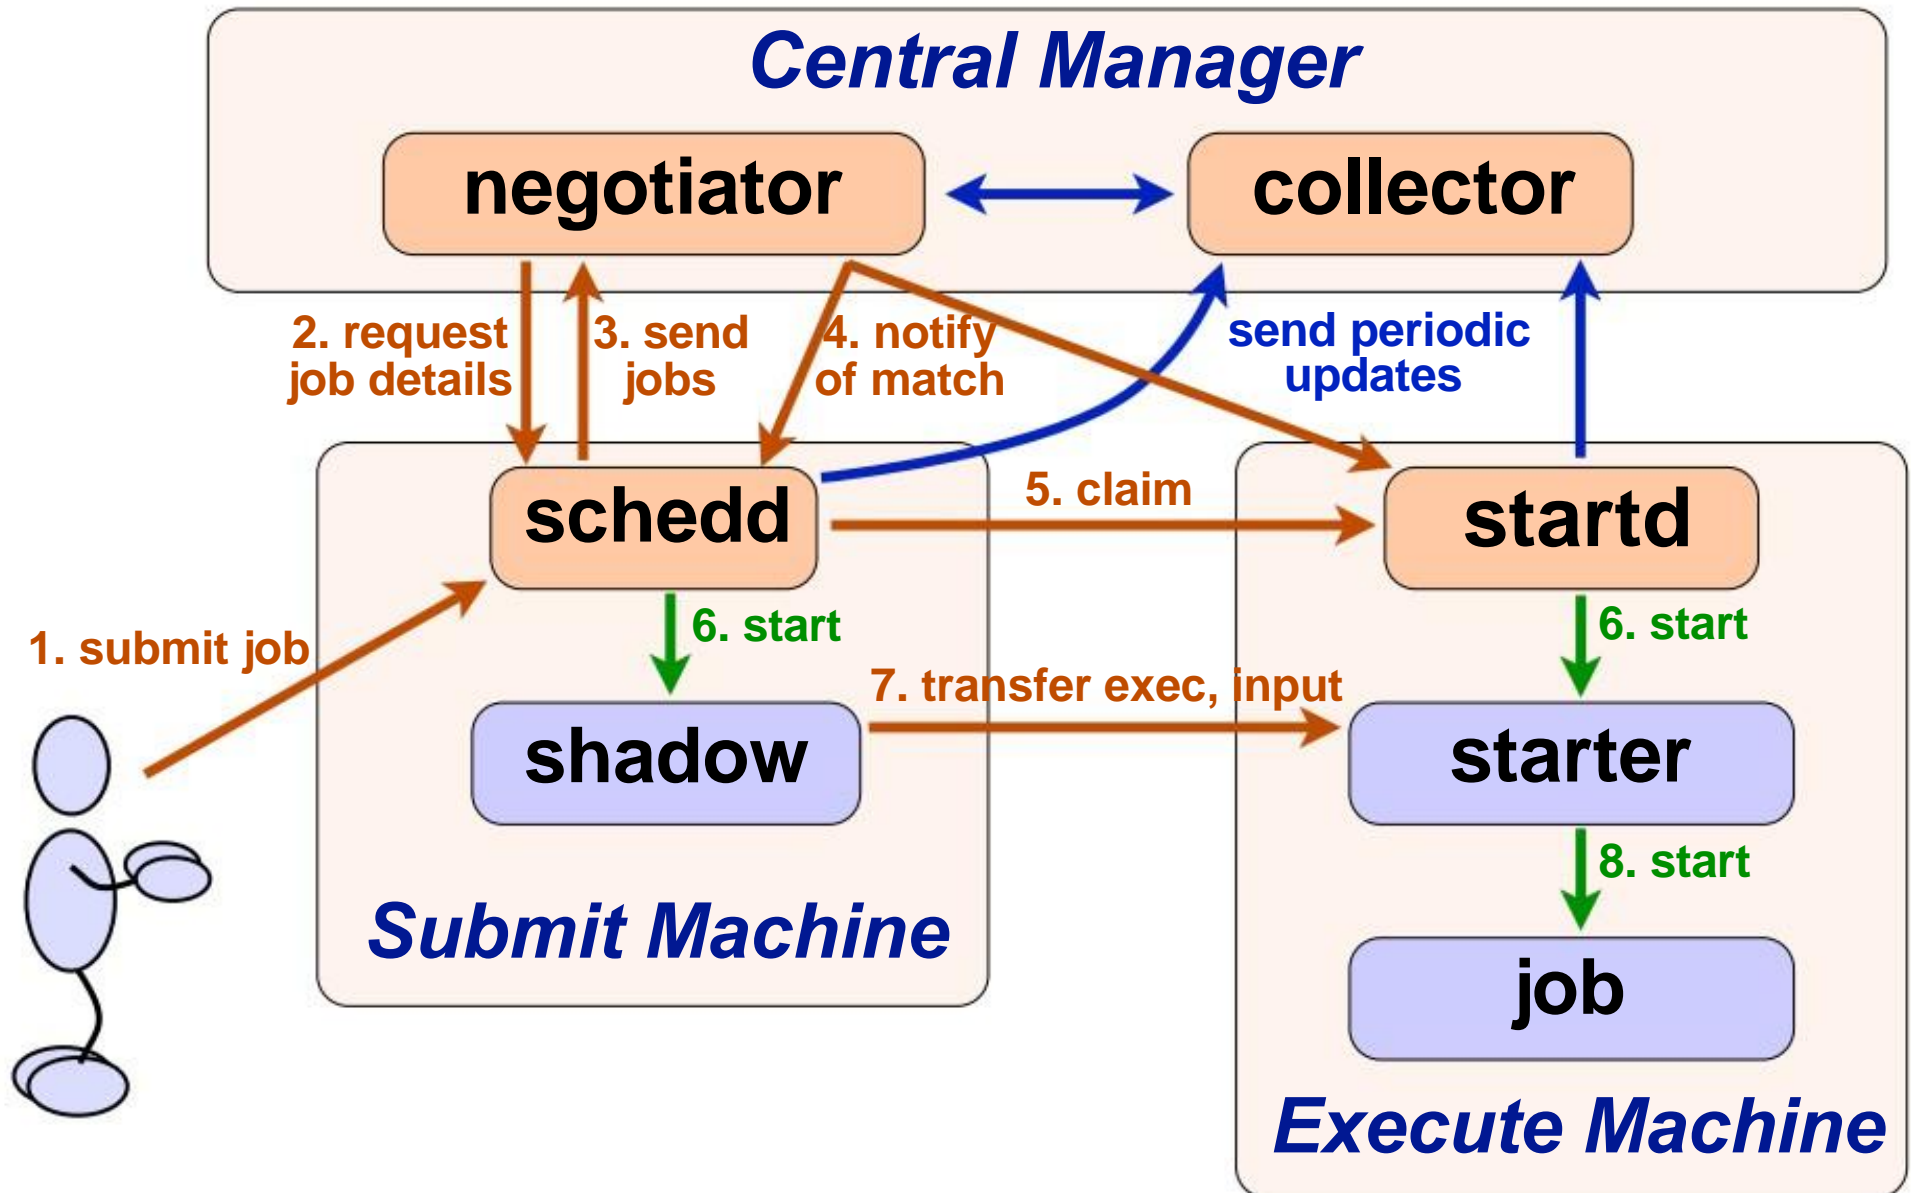 Central Manager
negotiator
collector
2. request
job details
3. send
jobs
4. notify
of match
send periodic
updates
schedd
5. claim
startd
1. submit job
6. start
6. start
7. transfer exec, input
shadow
starter
8. start
Submit Machine
job
Execute Machine